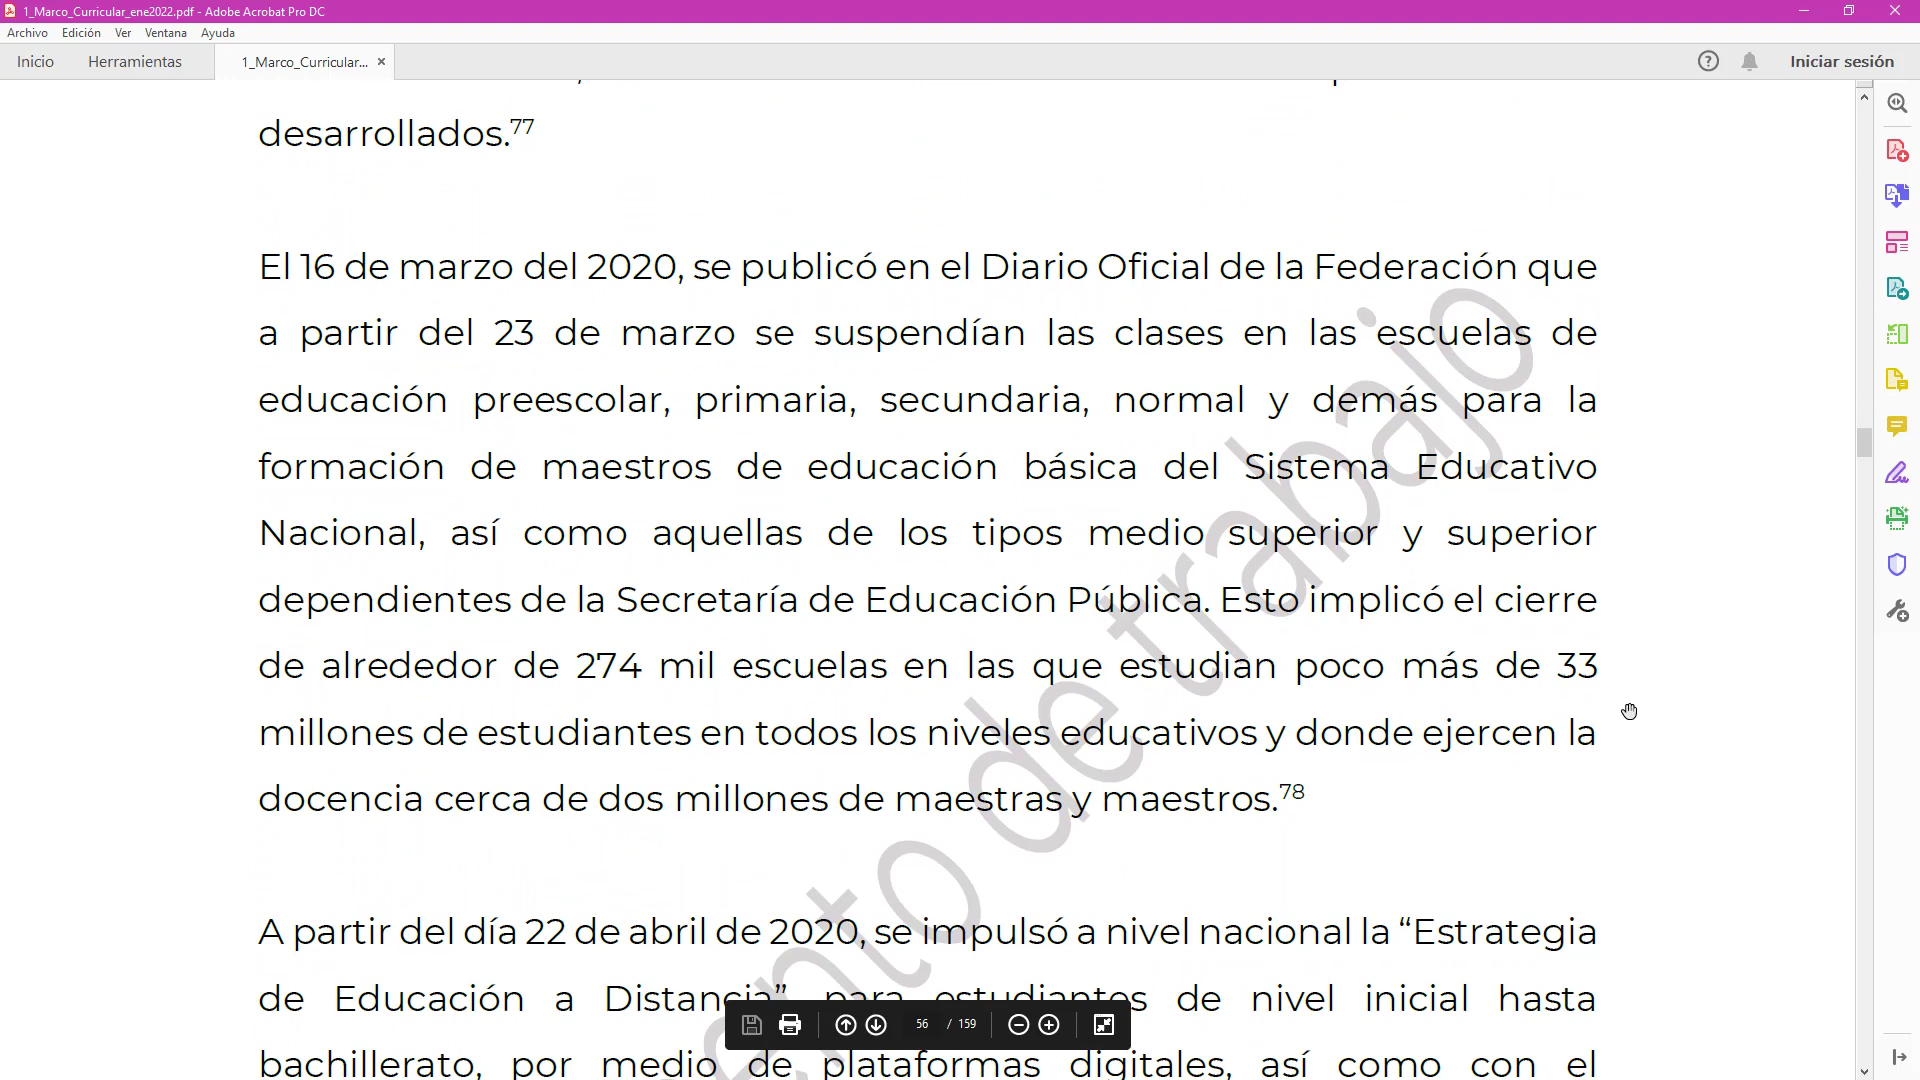 1_Marco_Curricular_ene2022.pdf - Adobe Acrobat Pro DC
Archivo Edición Ver Ventana Ayuda
Inicio Herramientas 1_Marco_Curricular... × Iniciar sesión
desarrollados.77
El 16 de marzo del 2020, se publicó en el Diario Oficial de la Federación que
a partir del 23 de marzo se suspendían las clases en las escuelas de
educación preescolar, primaria, secundaria, normal y demás para la
formación de maestros de educación básica del Sistema Educativo
Nacional, así como aquellas de los tipos medio superior y superior
dependientes de la Secretaría de Educación Pública. Esto implicó el cierre
de alrededor de 274 mil escuelas en las que estudian poco más de 33
millones de estudiantes en todos los niveles educativos y donde ejercen la
docencia cerca de dos millones de maestras y maestros.78
A partir del día 22 de abril de 2020, se impulsó a nivel nacional la “Estrategia
de Educación a Distancia”, para estudiantes de nivel inicial hasta
bachillerato, por medio de plataformas digitales, así como con el
56 / 159
ento de trabajo